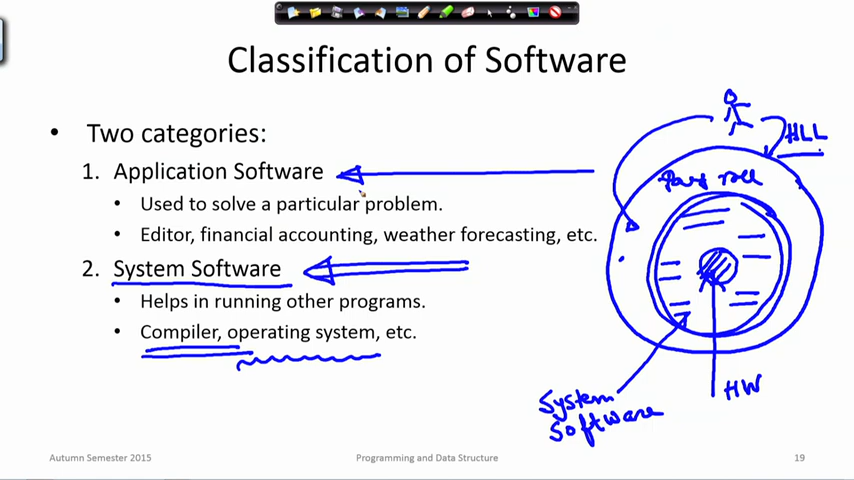 Classification of Software
• Two categories:
1. Application Software
• Used to solve a particular problem.
• Editor, financial accounting, weather forecasting, etc.
2. System Software
• Helps in running other programs.
• Compiler, operating system, etc.
HLL
Pay roll
System
Software
HW
Autumn Semester 2015
Programming and Data Structure
19